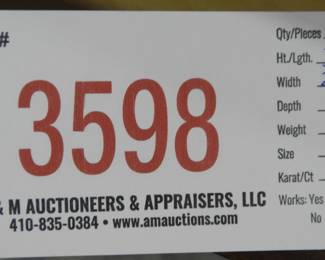 #
3598
& M AUCTIONEERS & APPRAISERS, LLC
410-835-0384 • www.amauctions.com
Qty/Pieces
Ht./Lgth.
Width
Depth
Weight
Size
Karat/Ct
Works: Yes
No